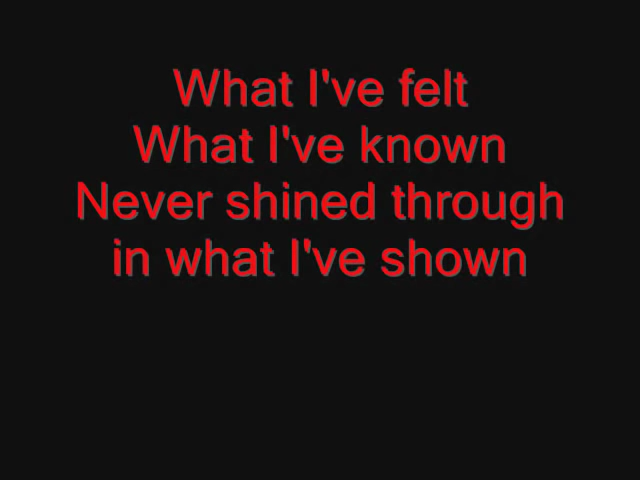 What I've felt
What I've known
Never shined through
in what I've shown